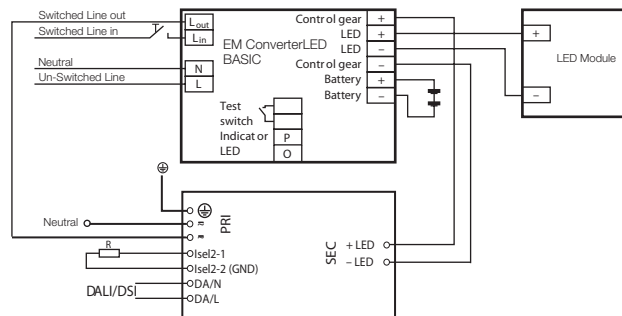 Switched Line out
Switched Line in
Neutral
Un-Switched Line
Lout
Lin
N
L
EM ConverterLED
BASIC
Test
switch
Indicator
LED
P
O
Control gear +
LED +
LED –
Control gear –
Battery +
Battery –
+
–
LED Module
Neutral
R
DALI/DSI
PRI
Isel2-1
Isel2-2 (GND)
DA/N
DA/L
SEC
+ LED
– LED